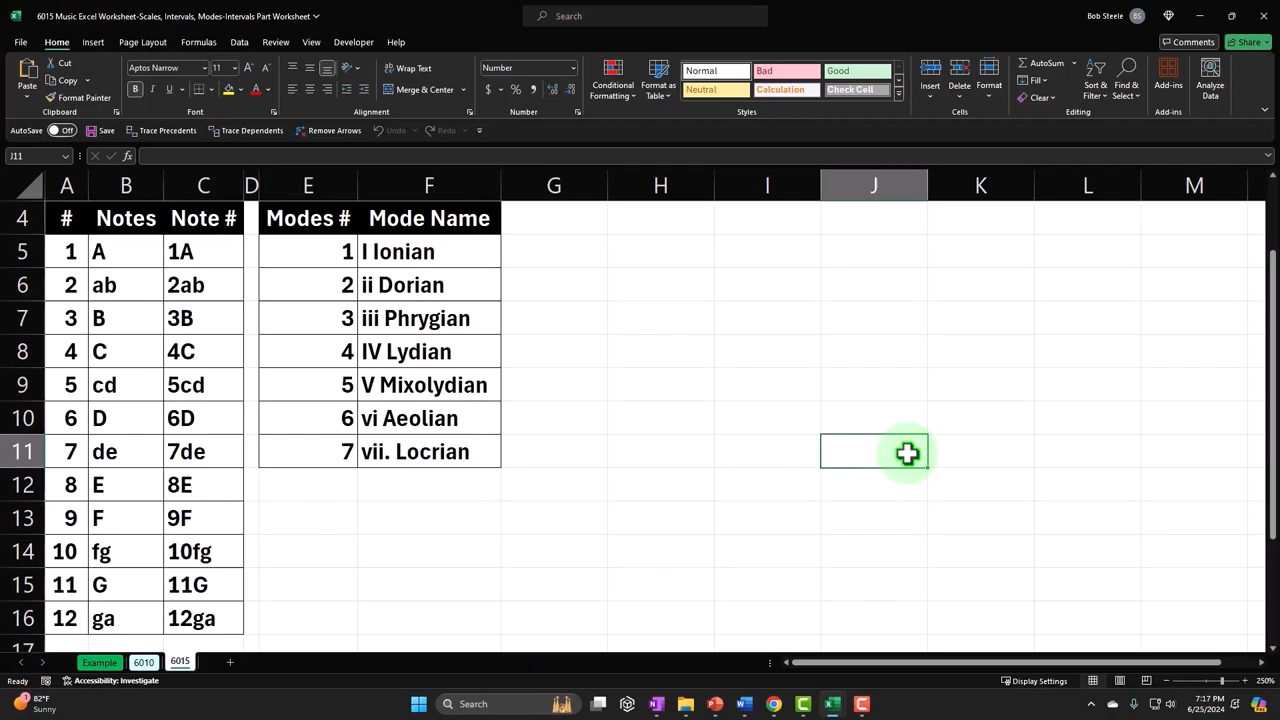 6015 Music Excel Worksheet-Scales, Intervals, Modes-Intervals Part Worksheet
Search
Bob Steele BS
File Home Insert Draw Page Layout Formulas Data Review View Developer Help
Comments Share
Paste
Cut
Copy
Format Painter
Clipboard
Aptos Narrow 11
B I U
Font
Wrap Text
Merge & Center
Alignment
Number
$ % ,
Number
Conditional Formatting
Format as Table
Normal Bad Good
Neutral Calculation Check Cell
Styles
Insert Delete Format
Cells
AutoSum
Fill
Clear
Sort & Filter
Find & Select
Editing
Add-ins
Add-ins
Analyze Data
AutoSave Off Save Trace Precedents Trace Dependents Remove Arrows Undo Redo
J11 fx
A B C D E F G H I J K L M
4 # Notes Note # Modes # Mode Name
5 1 A 1A 1 I Ionian
6 2 ab 2ab 2 ii Dorian
7 3 B 3B 3 iii Phrygian
8 4 C 4C 4 IV Lydian
9 5 cd 5cd 5 V Mixolydian
10 6 D 6D 6 vi Aeolian
11 7 de 7de 7 vii. Locrian
12 8 E 8E
13 9 F 9F
14 10 fg 10fg
15 11 G 11G
16 12 ga 12ga
17
Example 6010 6015
Ready Accessibility: Investigate Display Settings 250%
82°F
Sunny
Search
7:17 PM
6/25/2024